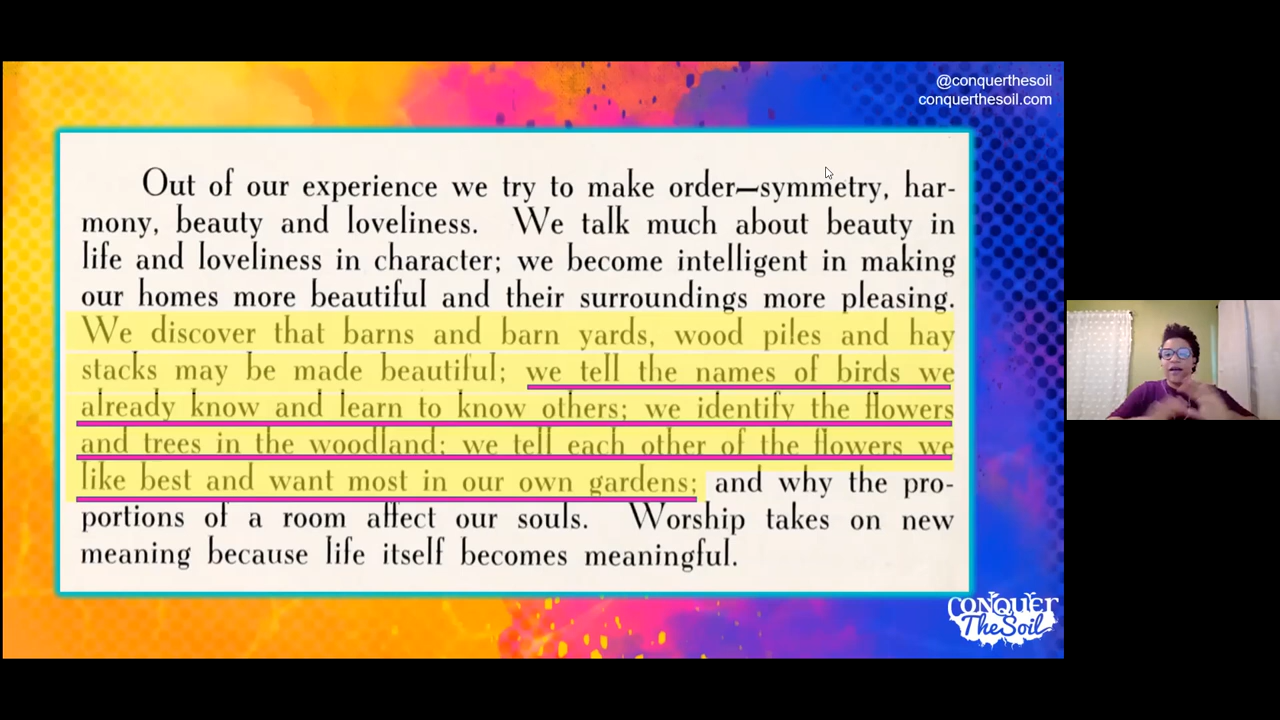 @conquerthesoil
conquerthesoil.com
Out of our experience we try to make order—symmetry, har-
mony, beauty and loveliness. We talk much about beauty in
life and loveliness in character; we become intelligent in making
our homes more beautiful and their surroundings more pleasing.
We discover that barns and barn yards, wood piles and hay
stacks may be made beautiful; we tell the names of birds we
already know and learn to know others; we identify the flowers
and trees in the woodland; we tell each other of the flowers we
like best and want most in our own gardens; and why the pro-
portions of a room affect our souls. Worship takes on new
meaning because life itself becomes meaningful.
CONQUER
The Soil